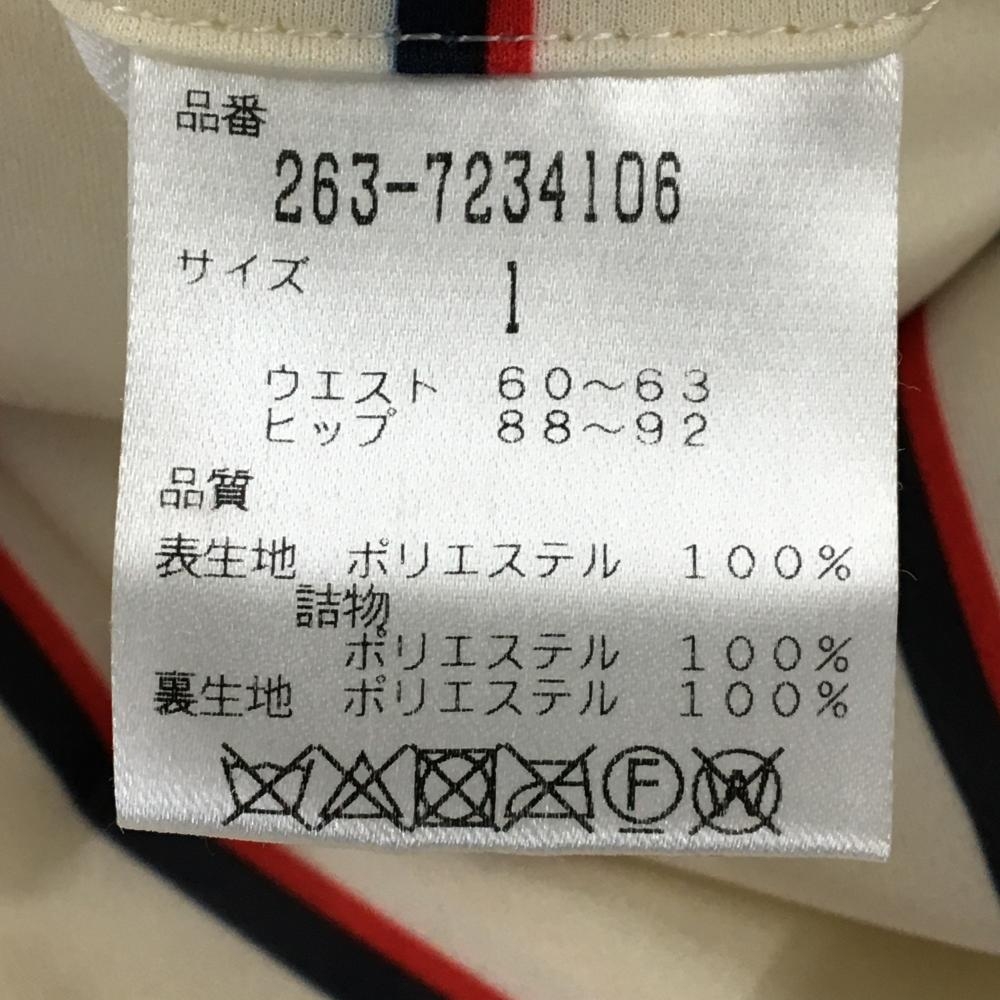 品番
263-7234106
サイズ 1
ウエスト 60～63
ヒップ 88～92
品質
表生地 ポリエステル 100%
詰物
ポリエステル 100%
裏生地 ポリエステル 100%
F W